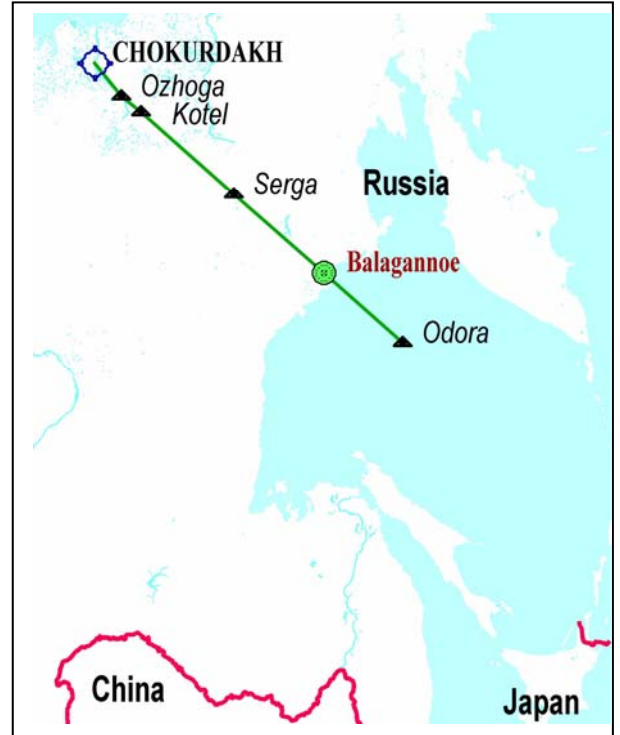 CHOKURDAKH
Ozhoga
Kotel
Serga
Russia
Balagannoe
Odora
China
Japan